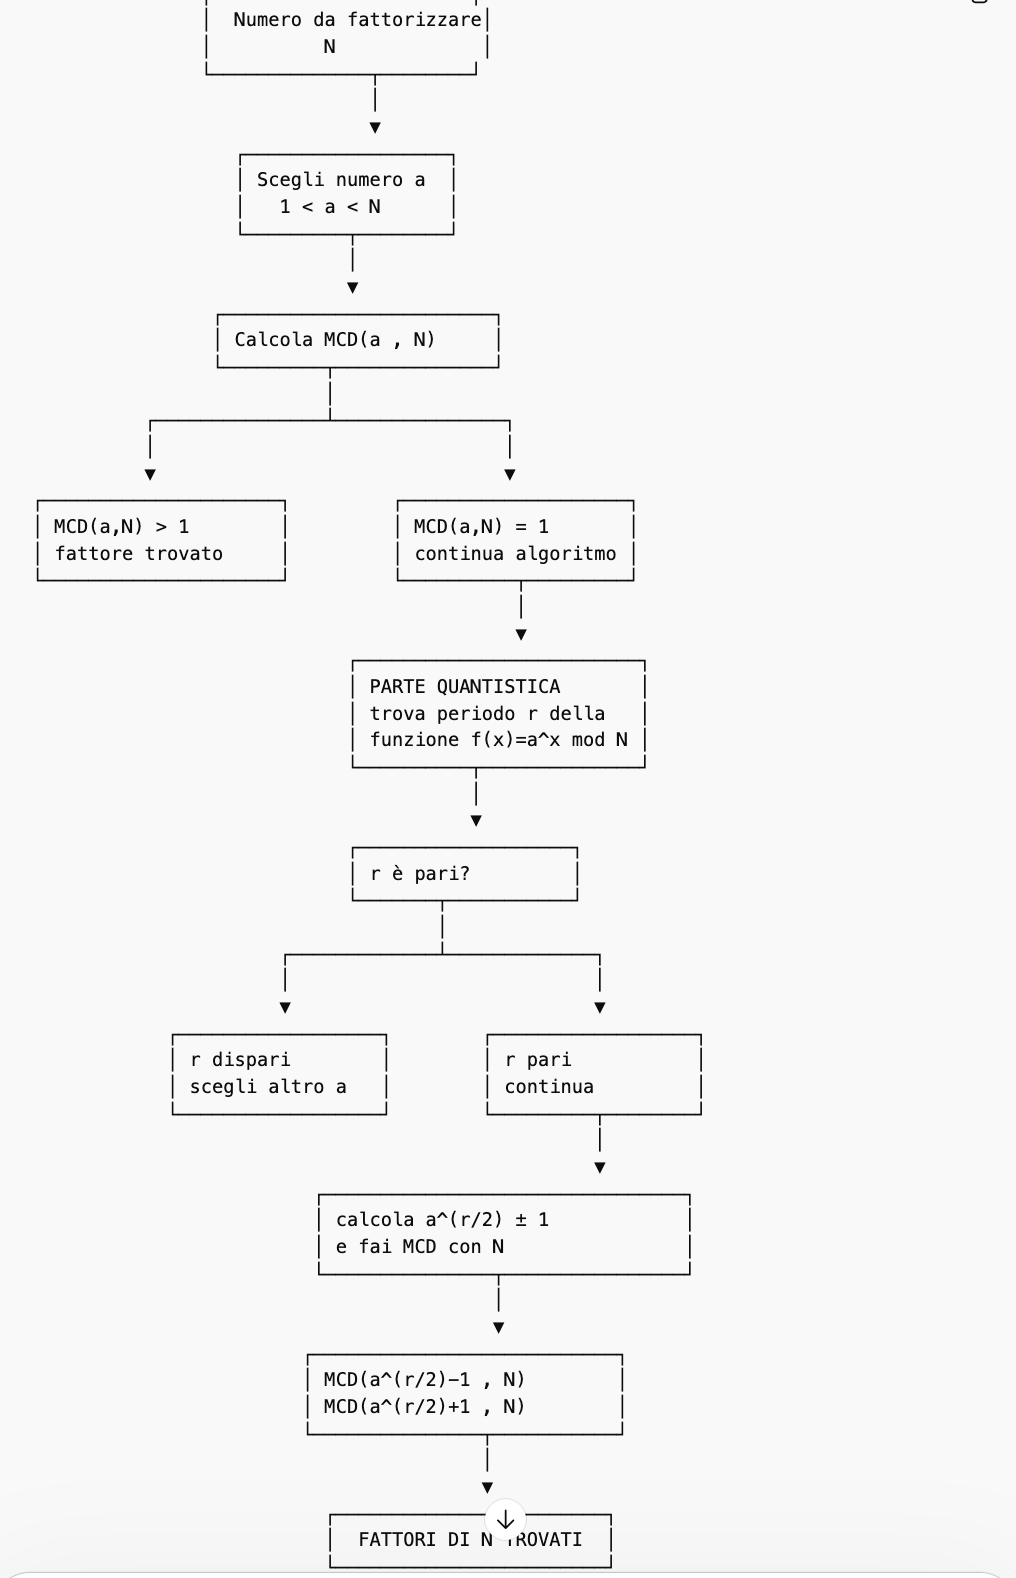 Numero da fattorizzare
N
Scegli numero a
1 < a < N
Calcola MCD(a , N)
MCD(a,N) > 1
fattore trovato
MCD(a,N) = 1
continua algoritmo
PARTE QUANTISTICA
trova periodo r della
funzione f(x)=a^x mod N
r è pari?
r dispari
scegli altro a
r pari
continua
calcola a^(r/2) ± 1
e fai MCD con N
MCD(a^(r/2)−1 , N)
MCD(a^(r/2)+1 , N)
FATTORI DI N TROVATI